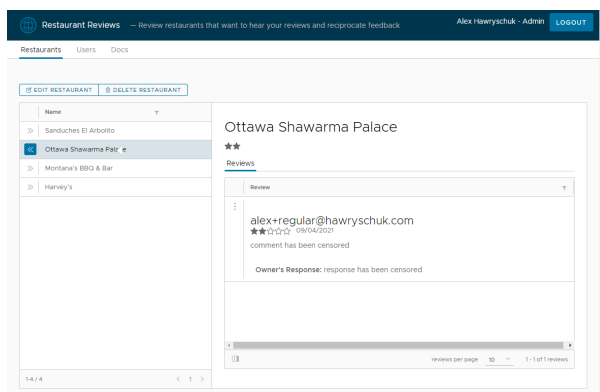 Restaurant Reviews — Review restaurants that want to hear your reviews and reciprocate feedback Alex Hawryschuk - Admin LOGOUT
Restaurants Users Docs
EDIT RESTAURANT DELETE RESTAURANT
Name
Sanduches El Arbolito
Ottawa Shawarma Palace
Montana's BBQ & Bar
Harvey's
1-4 / 4 1
Ottawa Shawarma Palace
Reviews
Review
alex+regular@hawryschuk.com
09/04/2021
comment has been censored
Owner's Response: response has been censored
reviews per page 10 1 - 1 of 1 reviews